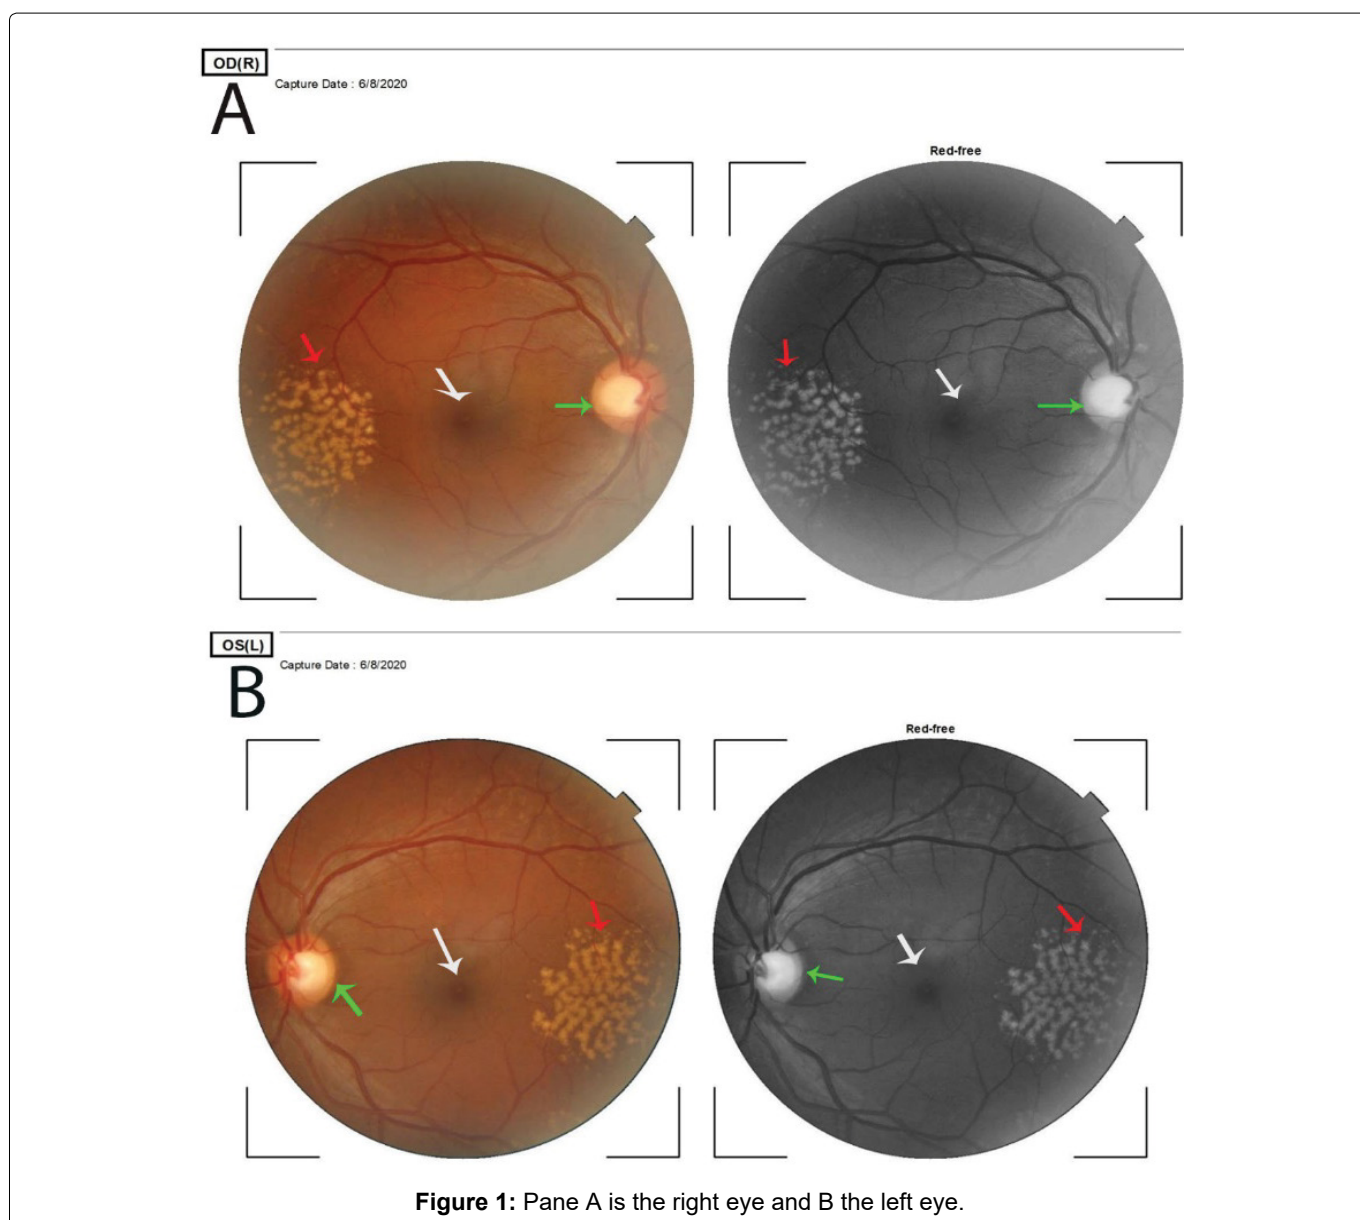 OD(R)
Capture Date : 6/8/2020
A
Red-free
OS(L)
Capture Date : 6/8/2020
B
Red-free
Figure 1: Pane A is the right eye and B the left eye.